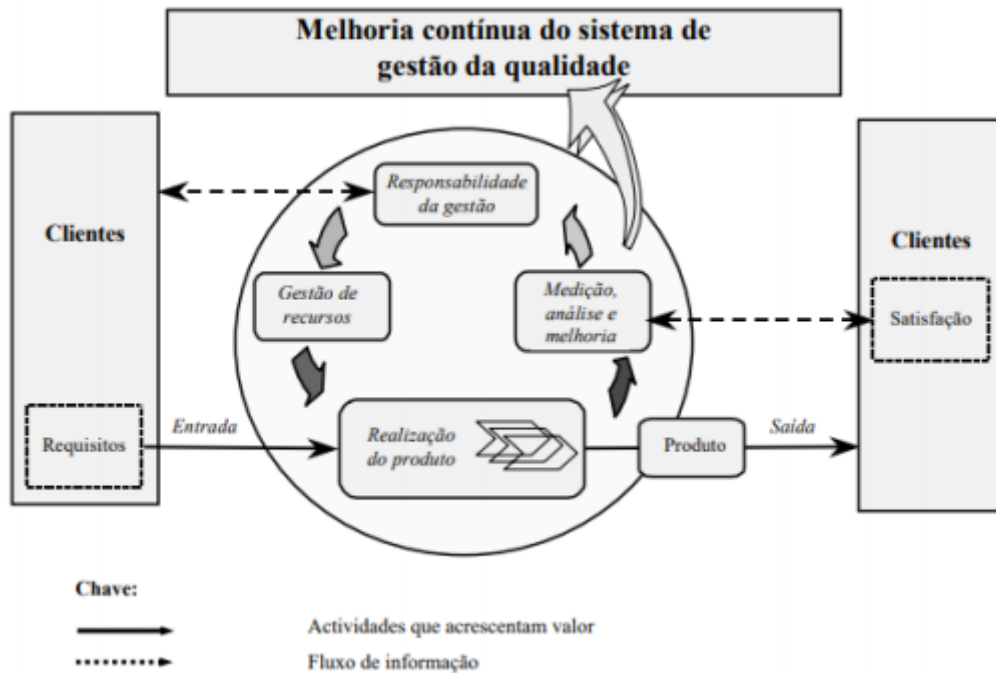 Melhoria contínua do sistema de
gestão da qualidade
Clientes
Responsabilidade
da gestão
Clientes
Gestão de
recursos
Medição,
análise e
melhoria
Satisfação
Requisitos
Entrada
Realização
do produto
Produto
Saída
Chave:
Actividades que acrescentam valor
Fluxo de informação